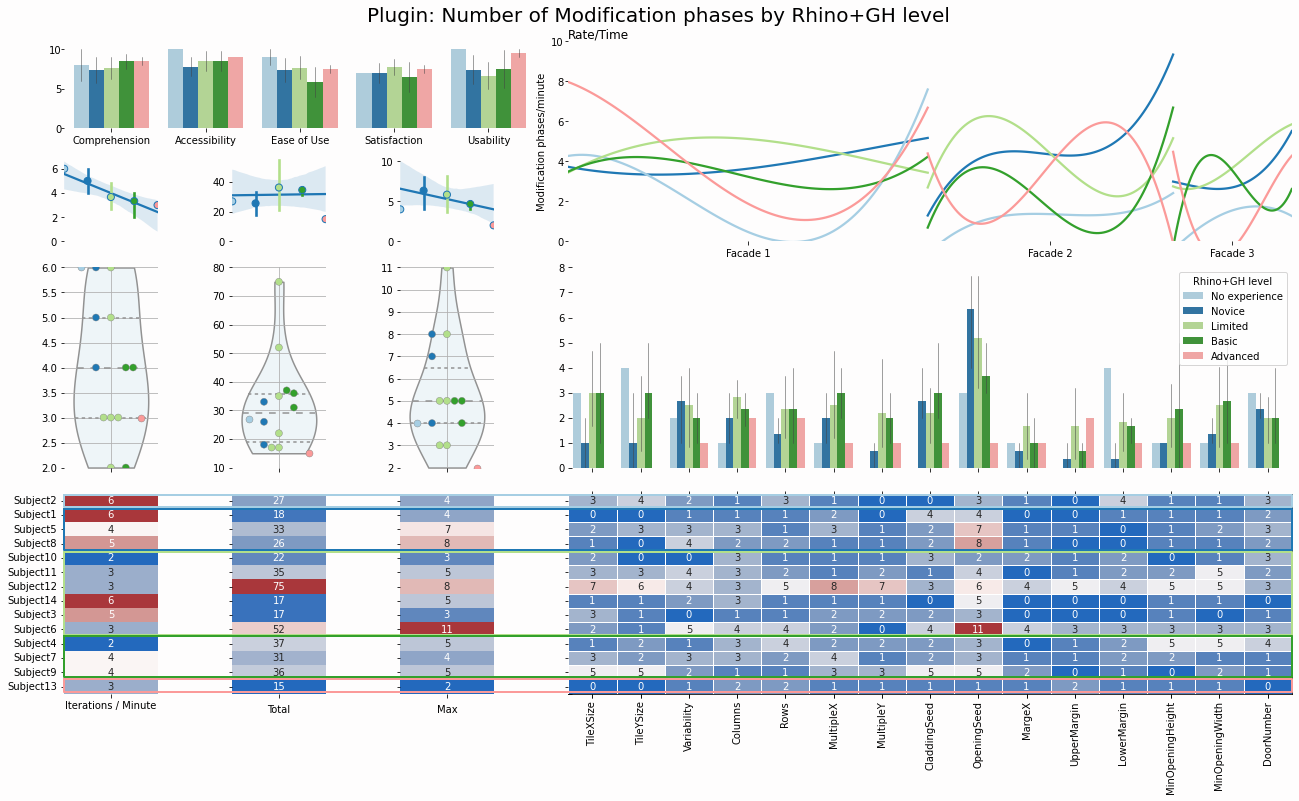 Plugin: Number of Modification phases by Rhino+GH level
Rate/Time
10
5
0
Comprehension Accessibility Ease of Use Satisfaction Usability
6
4
2
0
40
20
0
10
5
0
Modification phases/minute
10
8
6
4
2
0
Facade 1 Facade 2 Facade 3
6.0
5.5
5.0
4.5
4.0
3.5
3.0
2.5
2.0
80
70
60
50
40
30
20
10
11
10
9
8
7
6
5
4
3
2
8
7
6
5
4
3
2
1
0
Rhino+GH level
No experience
Novice
Limited
Basic
Advanced
Subject2 6 27 4 3 4 2 1 3 1 0 0 3 1 0 4 1 1 3
Subject1 6 18 4 0 0 1 1 1 2 0 4 4 0 0 1 1 1 2
Subject5 4 33 7 2 3 3 3 1 3 1 2 7 1 1 0 1 2 3
Subject8 5 26 8 1 0 4 2 2 1 1 2 8 1 0 0 1 1 2
Subject10 2 22 3 2 0 0 3 1 1 1 3 2 2 1 2 0 1 3
Subject11 3 35 5 3 3 4 3 2 1 2 1 4 0 1 2 2 5 2
Subject12 3 75 8 7 6 4 3 5 8 7 3 6 4 5 4 5 5 3
Subject14 6 17 5 1 1 2 3 1 1 1 0 5 0 0 1 1 1 0
Subject3 5 17 3 3 1 0 1 1 1 2 2 3 0 0 0 1 0 1
Subject6 3 52 11 2 1 5 4 4 2 0 4 11 4 3 3 3 3 3
Subject4 2 37 5 1 2 1 3 4 2 2 2 3 0 1 2 5 5 4
Subject7 4 31 4 3 2 3 3 2 4 1 2 3 1 1 2 2 1 1
Subject9 4 36 5 5 5 2 1 1 3 3 5 5 2 0 1 0 2 1
Subject13 3 15 2 0 0 1 2 2 1 1 1 1 1 2 1 1 1 0
Iterations / Minute Total Max
TileXSize
TileYSize
Variability
Columns
Rows
MultipleX
MultipleY
CladdingSeed
OpeningSeed
MargeX
UpperMargin
LowerMargin
MinOpeningHeight
MinOpeningWidth
DoorNumber